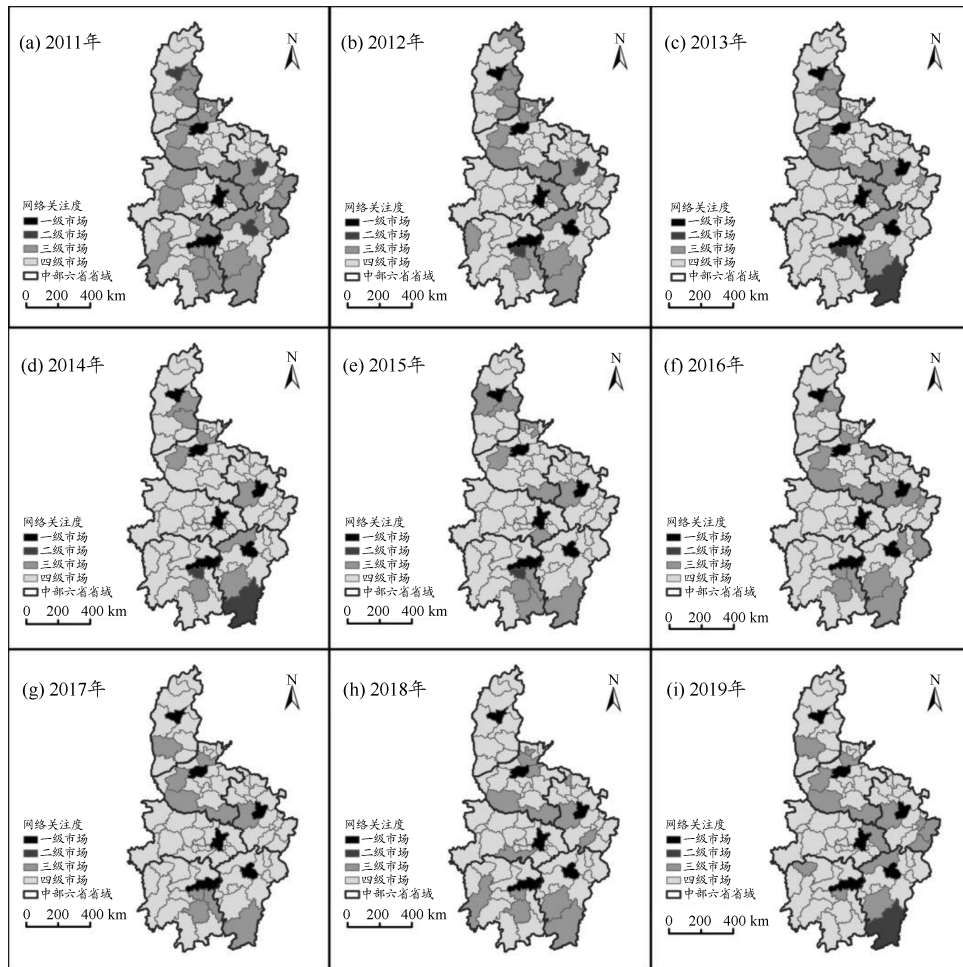 (a) 2011年
N
网络关注度
一级市场
二级市场
三级市场
四级市场
中部六省省域
0 200 400 km
(b) 2012年
N
网络关注度
一级市场
二级市场
三级市场
四级市场
中部六省省域
0 200 400 km
(c) 2013年
N
网络关注度
一级市场
二级市场
三级市场
四级市场
中部六省省域
0 200 400 km
(d) 2014年
N
网络关注度
一级市场
二级市场
三级市场
四级市场
中部六省省域
0 200 400 km
(e) 2015年
N
网络关注度
一级市场
二级市场
三级市场
四级市场
中部六省省域
0 200 400 km
(f) 2016年
N
网络关注度
一级市场
二级市场
三级市场
四级市场
中部六省省域
0 200 400 km
(g) 2017年
N
网络关注度
一级市场
二级市场
三级市场
四级市场
中部六省省域
0 200 400 km
(h) 2018年
N
网络关注度
一级市场
二级市场
三级市场
四级市场
中部六省省域
0 200 400 km
(i) 2019年
N
网络关注度
一级市场
二级市场
三级市场
四级市场
中部六省省域
0 200 400 km